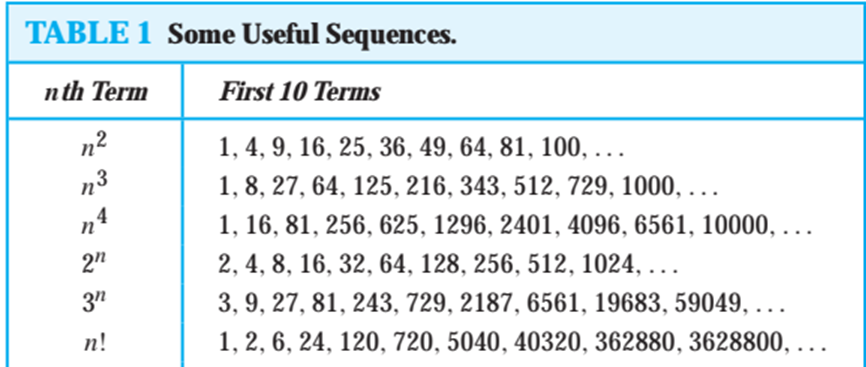 TABLE 1 Some Useful Sequences.
nth Term First 10 Terms
n² 1, 4, 9, 16, 25, 36, 49, 64, 81, 100, . . .
n³ 1, 8, 27, 64, 125, 216, 343, 512, 729, 1000, . . .
n⁴ 1, 16, 81, 256, 625, 1296, 2401, 4096, 6561, 10000, . . .
2ⁿ 2, 4, 8, 16, 32, 64, 128, 256, 512, 1024, . . .
3ⁿ 3, 9, 27, 81, 243, 729, 2187, 6561, 19683, 59049, . . .
n! 1, 2, 6, 24, 120, 720, 5040, 40320, 362880, 3628800, . . .